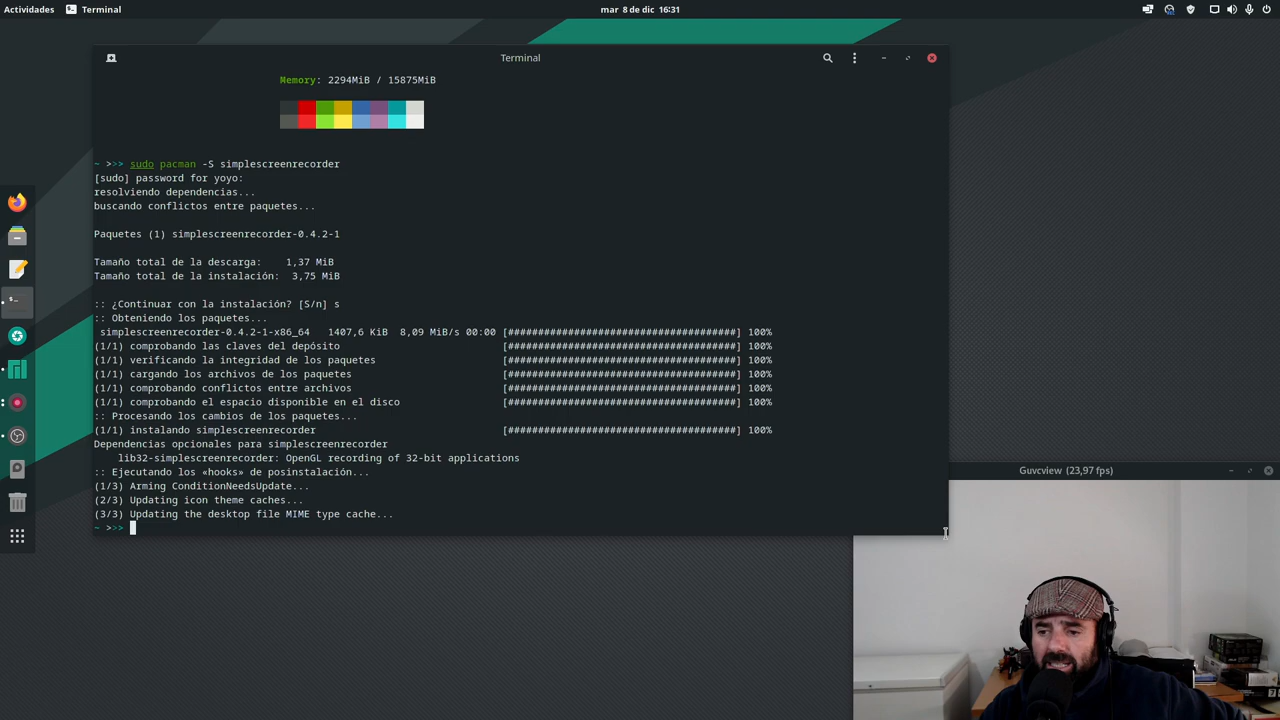 Actividades
Terminal
mar 8 de dic 16:31
Terminal
Memory: 2294MiB / 15875MiB
~ >>> sudo pacman -S simplescreenrecorder
[sudo] password for yoyo:
resolviendo dependencias...
buscando conflictos entre paquetes...
Paquetes (1) simplescreenrecorder-0.4.2-1
Tamaño total de la descarga: 1,37 MiB
Tamaño total de la instalación: 3,75 MiB
:: ¿Continuar con la instalación? [S/n] s
:: Obteniendo los paquetes...
simplescreenrecorder-0.4.2-1-x86_64 1407,6 KiB 8,09 MiB/s 00:00 [######################################] 100%
(1/1) comprobando las claves del depósito [######################################] 100%
(1/1) verificando la integridad de los paquetes [######################################] 100%
(1/1) cargando los archivos de los paquetes [######################################] 100%
(1/1) comprobando conflictos entre archivos [######################################] 100%
(1/1) comprobando el espacio disponible en el disco [######################################] 100%
:: Procesando los cambios de los paquetes...
(1/1) instalando simplescreenrecorder [######################################] 100%
Dependencias opcionales para simplescreenrecorder
lib32-simplescreenrecorder: OpenGL recording of 32-bit applications
:: Ejecutando los «hooks» de posinstalación...
(1/3) Arming ConditionNeedsUpdate...
(2/3) Updating icon theme caches...
(3/3) Updating the desktop file MIME type cache...
~ >>>
Guvcview (23,97 fps)